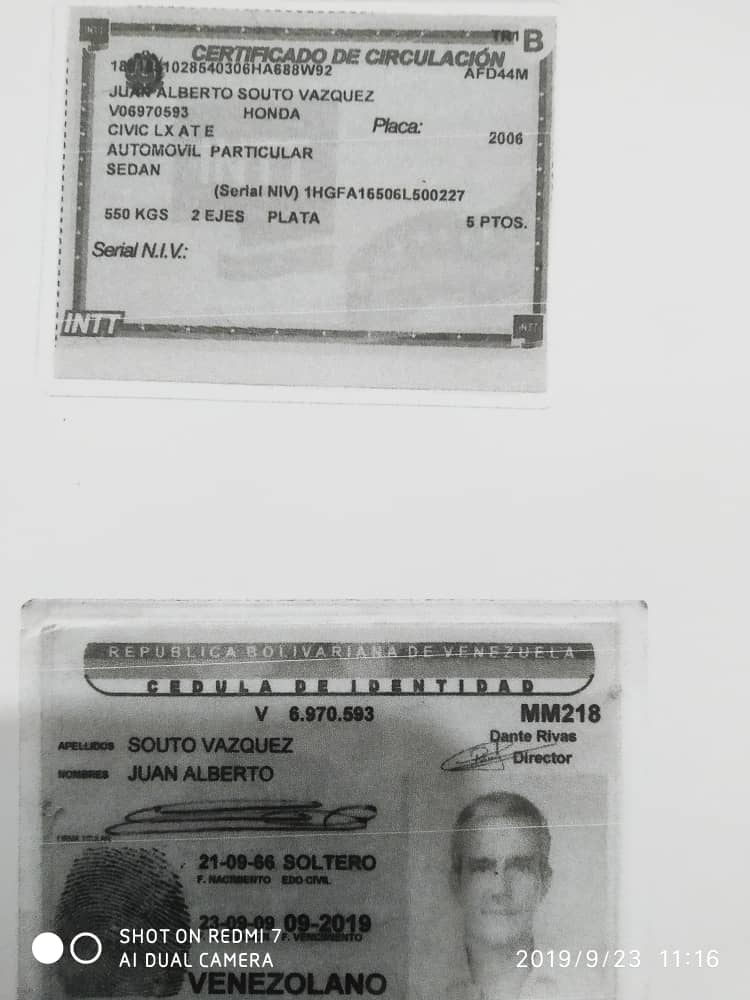 INTT
TR1 B
CERTIFICADO DE CIRCULACIÓN
1028540306HA688W92 AFD44M
JUAN ALBERTO SOUTO VAZQUEZ
V06970593 HONDA
Placa:
CIVIC LX AT E 2006
AUTOMOVIL PARTICULAR
SEDAN
(Serial NIV) 1HGFA16506L500227
550 KGS 2 EJES PLATA 5 PTOS.
Serial N.I.V.:
INTT INTT
REPUBLICA BOLIVARIANA DE VENEZUELA
CEDULA DE IDENTIDAD
V 6.970.593 MM218
Dante Rivas
Director
APELLIDOS SOUTO VAZQUEZ
NOMBRES JUAN ALBERTO
FIRMA TITULAR
21-09-66 SOLTERO
F. NACIMIENTO EDO CIVIL
23-09-09 09-2019
F. VENCIMIENTO
VENEZOLANO
SHOT ON REDMI 7
AI DUAL CAMERA
2019/9/23 11:16